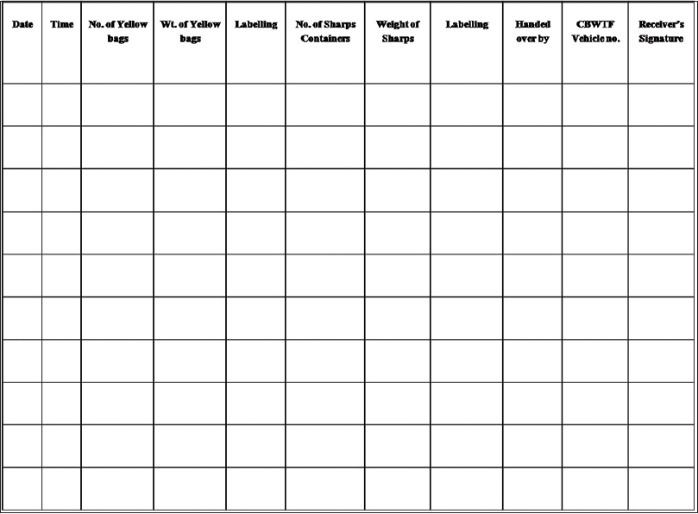 Date
Time
No. of Yellow
bags
Wt. of Yellow
bags
Labelling
No. of Sharps
Containers
Weight of
Sharps
Labelling
Handed
over by
CBWTF
Vehicle no.
Receiver's
Signature